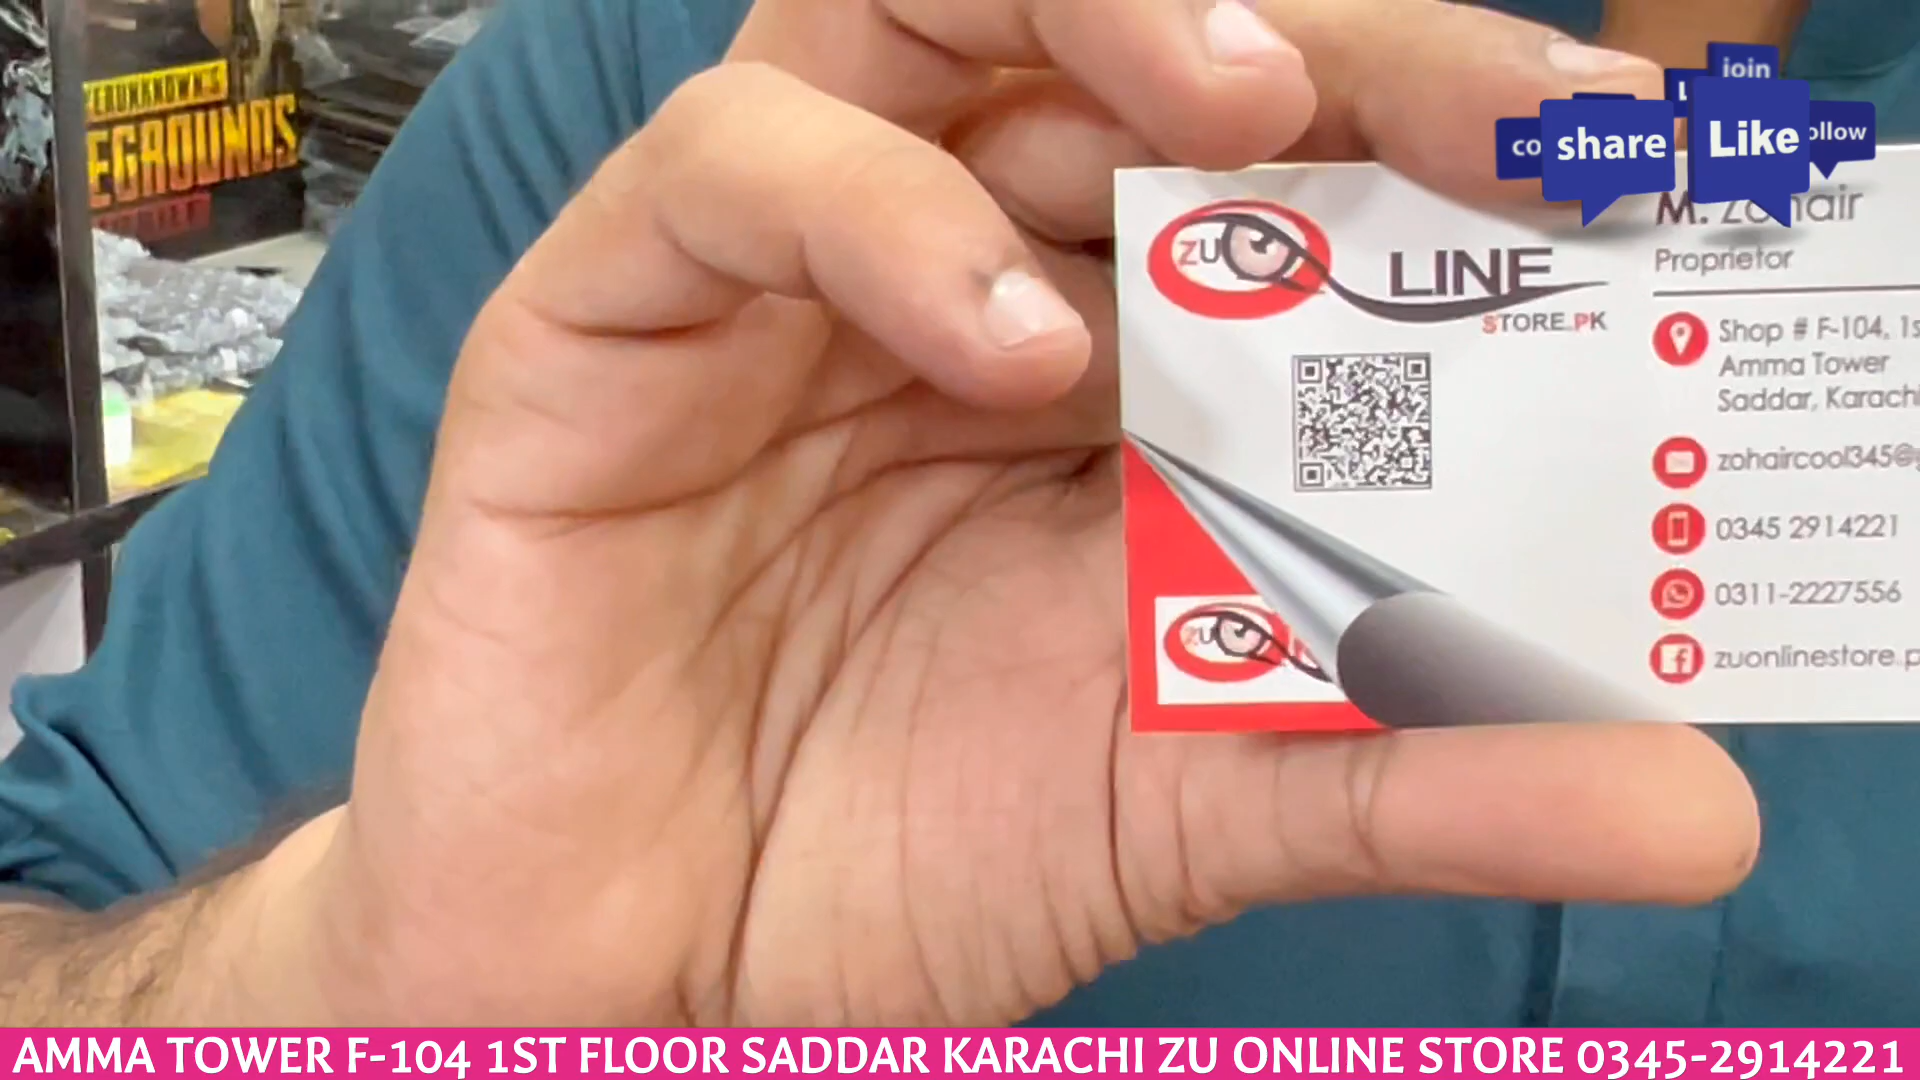 EGROUNDS
join
L
co
share
Like
ollow
ZU
LINE
STORE.PK
M. Zohair
Proprietor
Shop # F-104, 1s
Amma Tower
Saddar, Karachi
zohaircool345@g
0345 2914221
0311-2227556
zuonlinestore.p
ZU
AMMA TOWER F-104 1ST FLOOR SADDAR KARACHI ZU ONLINE STORE 0345-2914221